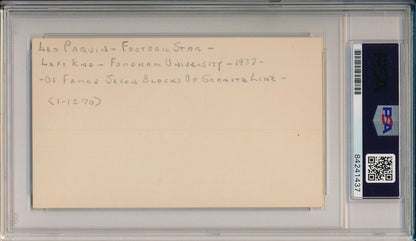 Leo Paquin - Football Star -
Left End - Fordham University - 1937 -
- Of Famed Seven Blocks Of Granite Line -
(1-12-70)
PSA
84241437